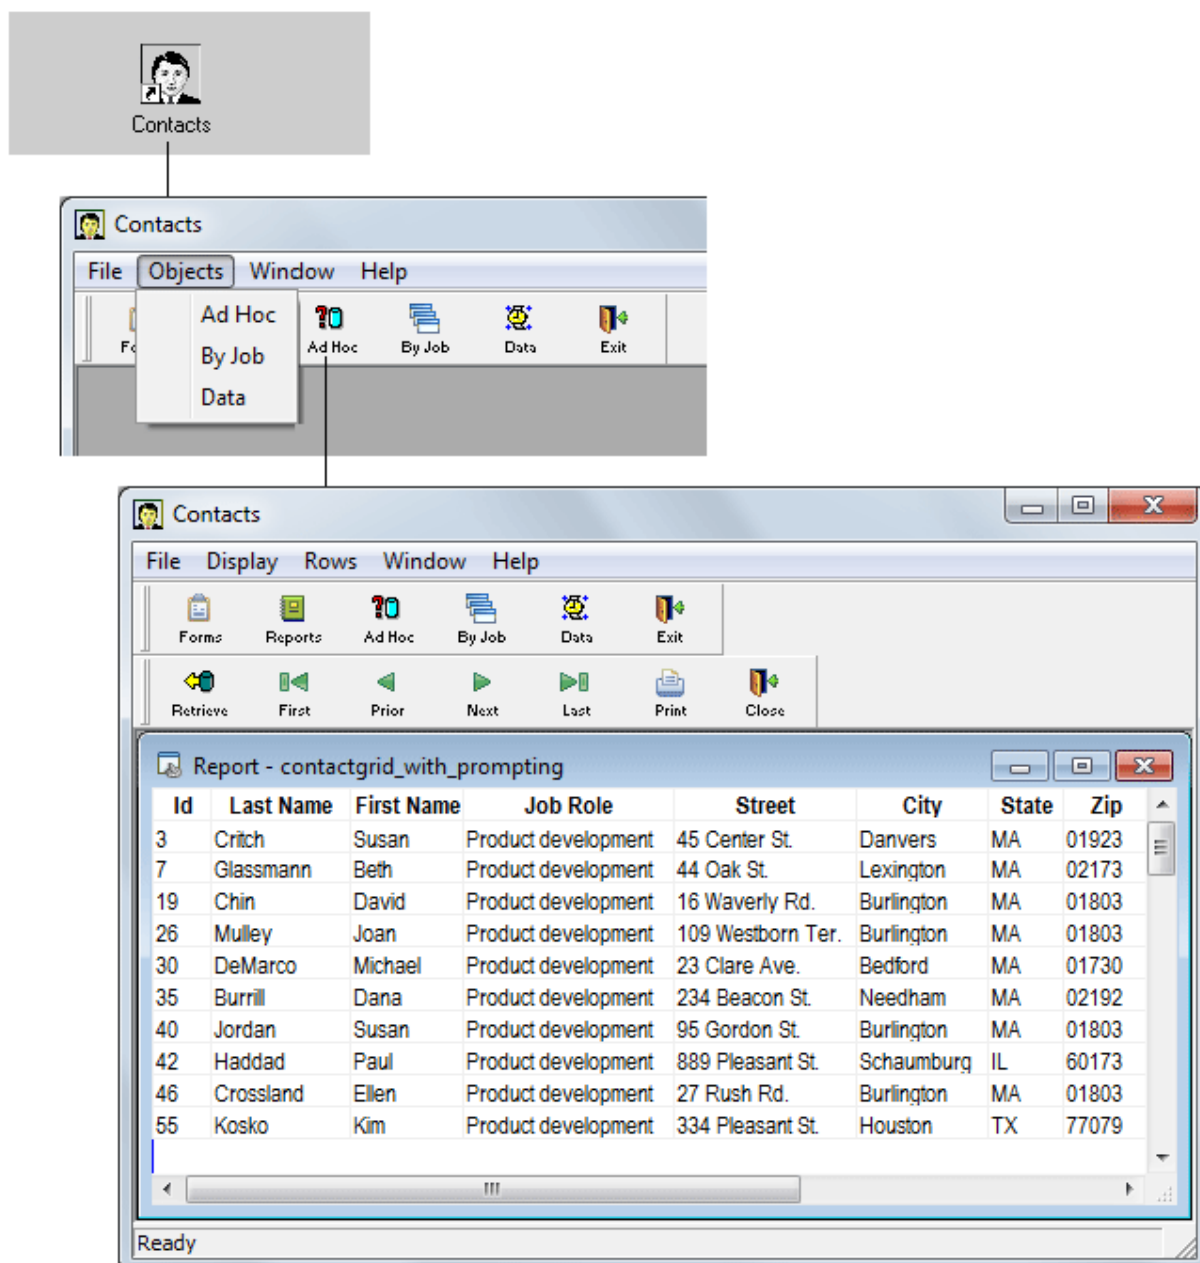 Contacts
Contacts
File Objects Window Help
Ad Hoc
By Job
Data
Fo Ad Hoc By Job Data Exit
Contacts
File Display Rows Window Help
Forms Reports Ad Hoc By Job Data Exit
Retrieve First Prior Next Last Print Close
Report - contactgrid_with_prompting
Id Last Name First Name Job Role Street City State Zip
3 Critch Susan Product development 45 Center St. Danvers MA 01923
7 Glassmann Beth Product development 44 Oak St. Lexington MA 02173
19 Chin David Product development 16 Waverly Rd. Burlington MA 01803
26 Mulley Joan Product development 109 Westborn Ter. Burlington MA 01803
30 DeMarco Michael Product development 23 Clare Ave. Bedford MA 01730
35 Burrill Dana Product development 234 Beacon St. Needham MA 02192
40 Jordan Susan Product development 95 Gordon St. Burlington MA 01803
42 Haddad Paul Product development 889 Pleasant St. Schaumburg IL 60173
46 Crossland Ellen Product development 27 Rush Rd. Burlington MA 01803
55 Kosko Kim Product development 334 Pleasant St. Houston TX 77079
Ready